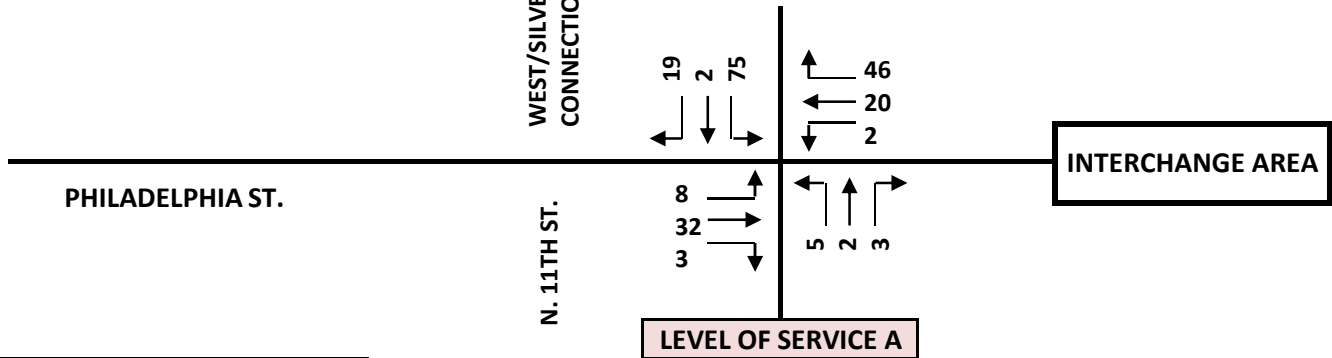 WEST/SILVE
CONNECTIO
19
2
75
46
20
2
INTERCHANGE AREA
PHILADELPHIA ST.
N. 11TH ST.
8
32
3
5
2
3
LEVEL OF SERVICE A